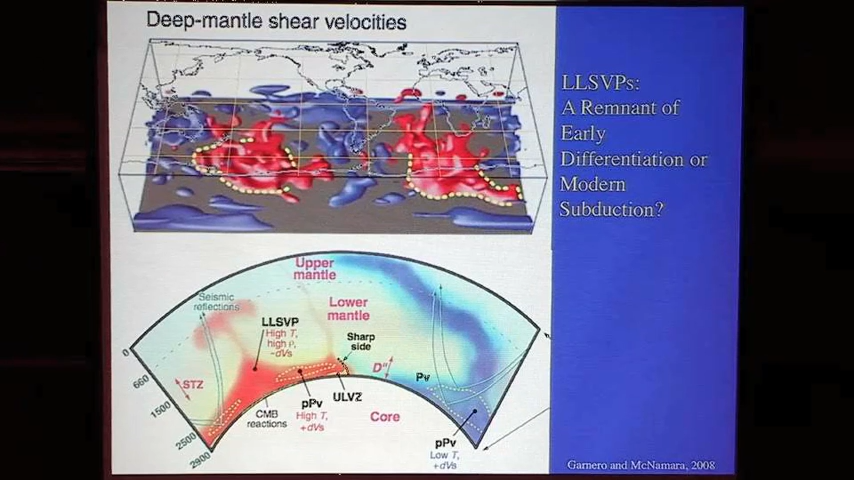 Deep-mantle shear velocities
LLSVPs:
A Remnant of
Early
Differentiation or
Modern
Subduction?
Upper
mantle
Seismic
reflections
Lower
mantle
LLSVP
High T,
high ρ,
-dVs
Sharp
side
0
660
1500
2500
2900
STZ
D"
Pv
CMB
reactions
pPv
High T,
+dVs
ULVZ
Core
pPv
Low T,
+dVs
Garnero and McNamara, 2008